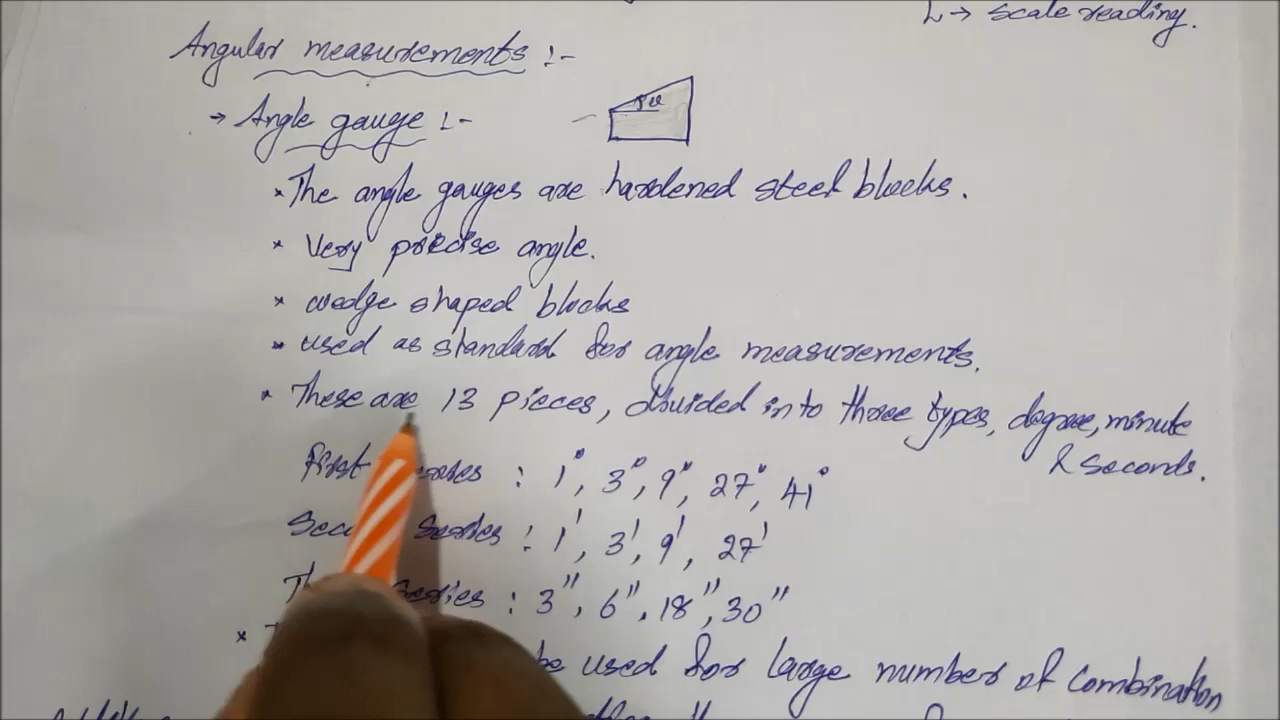 L → scale reading.
Angular measurements :-
→ Angle gauge :-
* The angle gauges are hardened steel blocks.
* Very precise angle.
* wedge shaped blocks
* used as standard for angle measurements.
* These are 13 pieces, divided into three types, degree, minute
& seconds.
First series : 1°, 3°, 9°, 27°, 41°
series : 1', 3', 9', 27'
series : 3", 6", 18", 30"
* be used for large number of combination